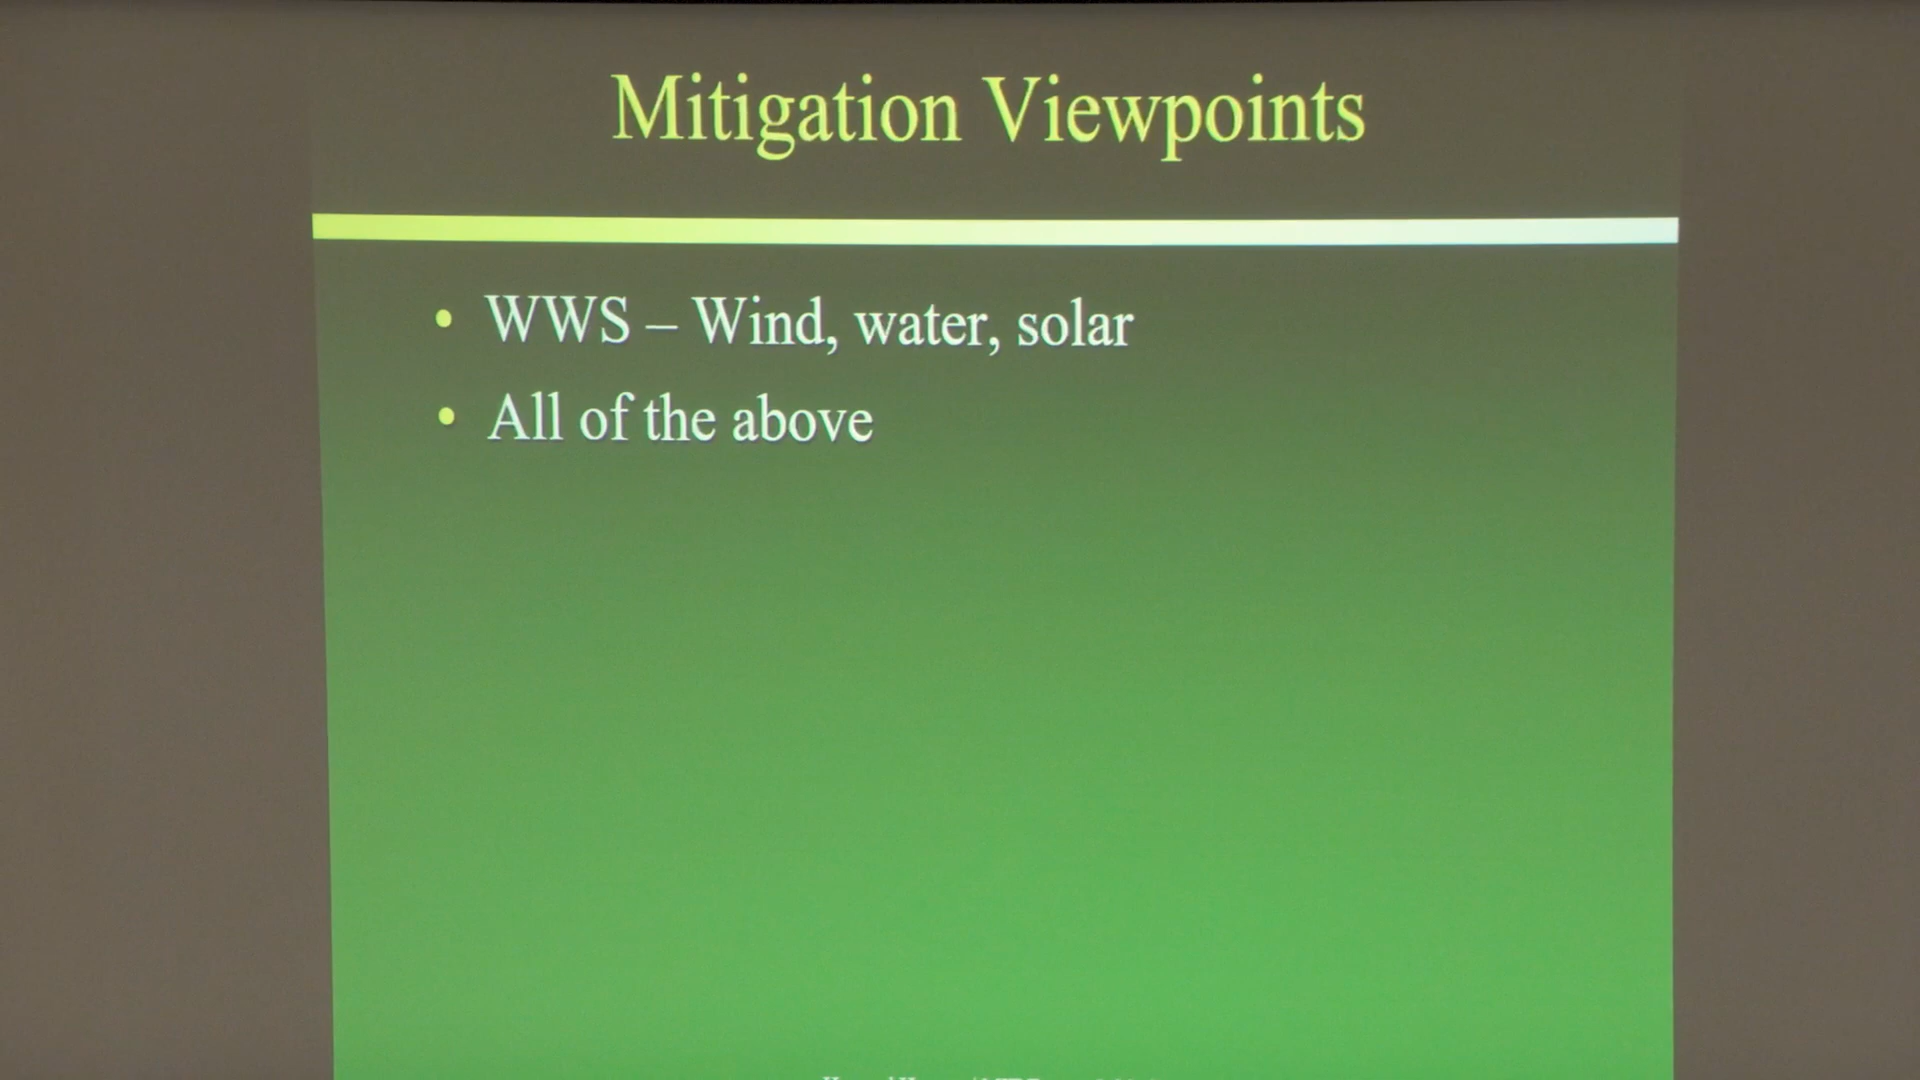 Mitigation Viewpoints
• WWS – Wind, water, solar
• All of the above